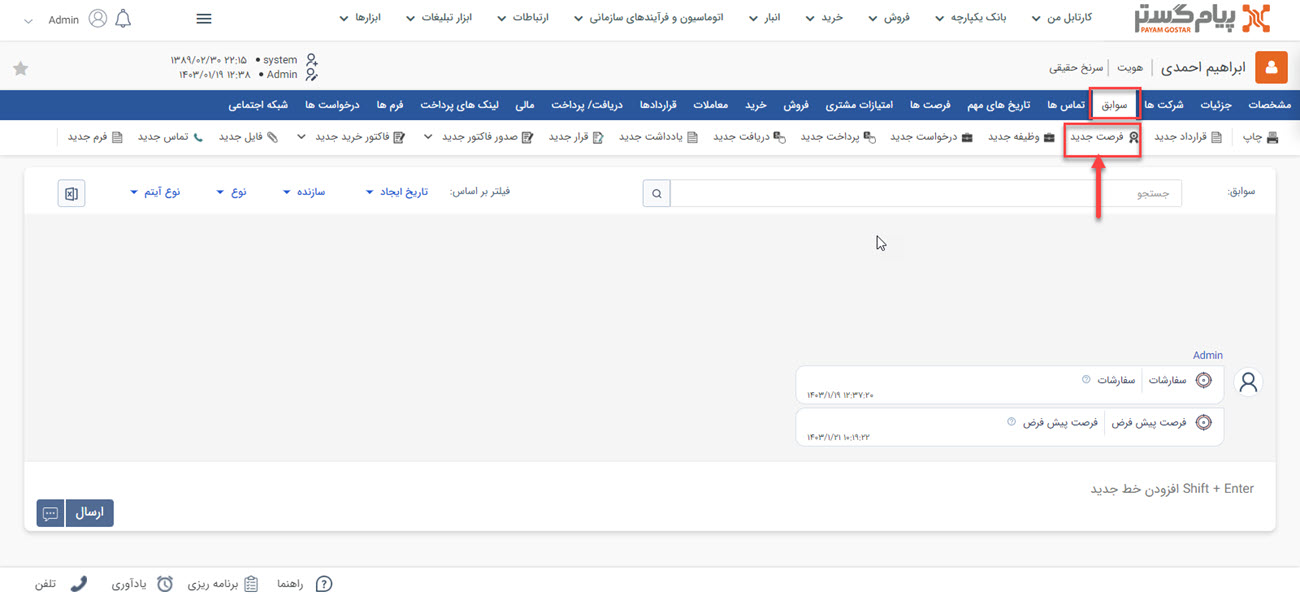 پیام گستر
PAYAM GOSTAR
کارتابل من
بانک یکپارچه
فروش
خرید
انبار
اتوماسیون و فرآیندهای سازمانی
ارتباطات
ابزار تبلیغات
ابزارها
Admin
ابراهیم احمدی
هویت
سرنخ حقیقی
system • ۱۳۸۹/۰۲/۳۰ ۲۲:۱۵
Admin • ۱۴۰۳/۰۱/۱۹ ۱۲:۳۸
مشخصات
جزئیات
شرکت ها
سوابق
تماس ها
تاریخ های مهم
فرصت ها
امتیازات مشتری
فروش
خرید
معاملات
قراردادها
دریافت/ پرداخت
مالی
لینک های پرداخت
فرم ها
درخواست ها
شبکه اجتماعی
چاپ
قرارداد جدید
فرصت جدید
وظیفه جدید
درخواست جدید
پرداخت جدید
دریافت جدید
یادداشت جدید
قرار جدید
صدور فاکتور جدید
فاکتور خرید جدید
فایل جدید
تماس جدید
فرم جدید
سوابق:
جستجو
فیلتر بر اساس:
تاریخ ایجاد
سازنده
نوع
نوع آیتم
Admin
سفارشات
سفارشات
۱۴۰۳/۱/۱۹ ۱۲:۳۷:۲۰
فرصت پیش فرض
فرصت پیش فرض
۱۴۰۳/۱/۲۱ ۱۰:۱۹:۲۲
Shift + Enter افزودن خط جدید
ارسال
راهنما
برنامه ریزی
یادآوری
تلفن